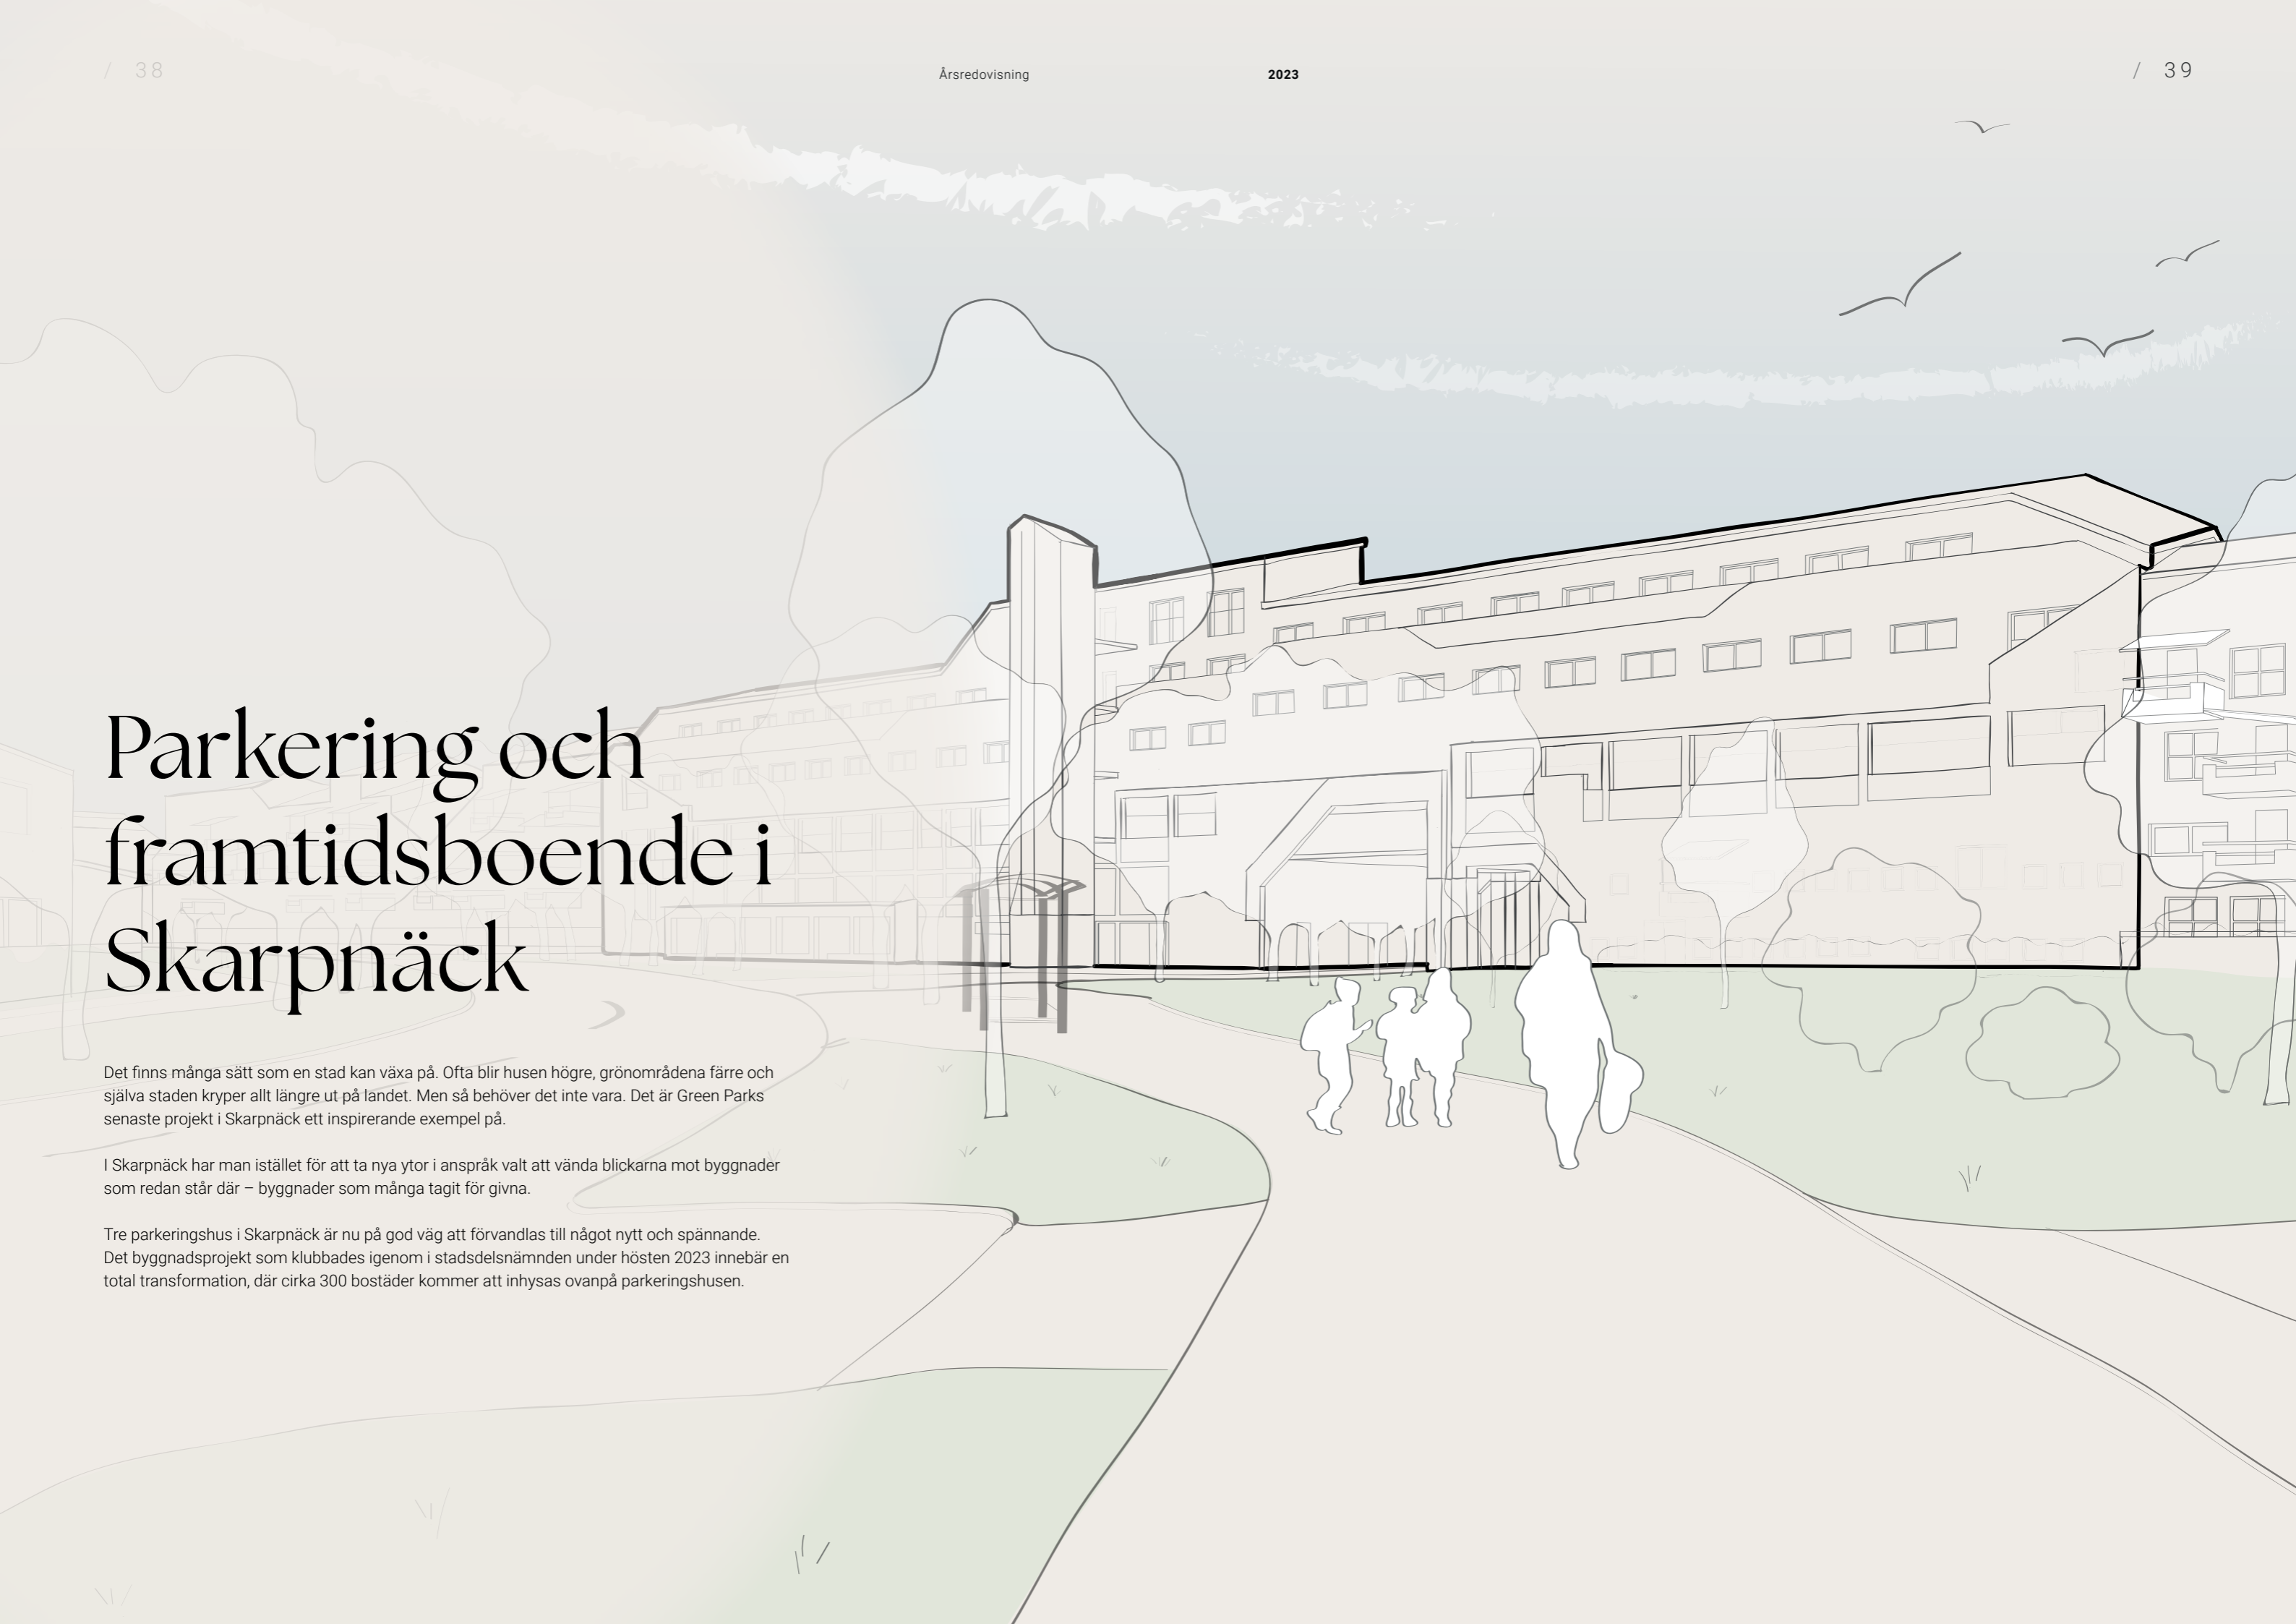 / 38
Årsredovisning
2023
/ 39
Parkering och
framtidsboende i
Skarpnäck
Det finns många sätt som en stad kan växa på. Ofta blir husen högre, grönområdena färre och
själva staden kryper allt längre ut på landet. Men så behöver det inte vara. Det är Green Parks
senaste projekt i Skarpnäck ett inspirerande exempel på.
I Skarpnäck har man istället för att ta nya ytor i anspråk valt att vända blickarna mot byggnader
som redan står där – byggnader som många tagit för givna.
Tre parkeringshus i Skarpnäck är nu på god väg att förvandlas till något nytt och spännande.
Det byggnadsprojekt som klubbades igenom i stadsdelsnämnden under hösten 2023 innebär en
total transformation, där cirka 300 bostäder kommer att inhysas ovanpå parkeringshusen.